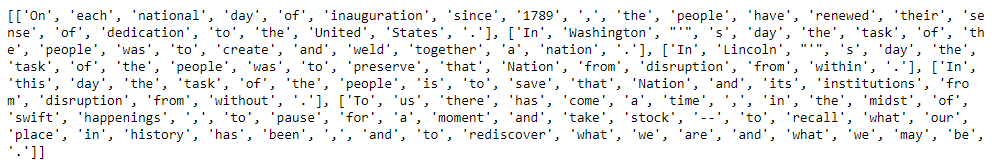 [['On', 'each', 'national', 'day', 'of', 'inauguration', 'since', '1789', ',', 'the', 'people', 'have', 'renewed', 'their', 'se
nse', 'of', 'dedication', 'to', 'the', 'United', 'States', '.'], ['In', 'Washington', "'", 's', 'day', 'the', 'task', 'of', 'th
e', 'people', 'was', 'to', 'create', 'and', 'weld', 'together', 'a', 'nation', '.'], ['In', 'Lincoln', "'", 's', 'day', 'the',
'task', 'of', 'the', 'people', 'was', 'to', 'preserve', 'that', 'Nation', 'from', 'disruption', 'from', 'within', '.'], ['In',
'this', 'day', 'the', 'task', 'of', 'the', 'people', 'is', 'to', 'save', 'that', 'Nation', 'and', 'its', 'institutions', 'fro
m', 'disruption', 'from', 'without', '.'], ['To', 'us', 'there', 'has', 'come', 'a', 'time', ',', 'in', 'the', 'midst', 'of',
'swift', 'happenings', ',', 'to', 'pause', 'for', 'a', 'moment', 'and', 'take', 'stock', '--', 'to', 'recall', 'what', 'our',
'place', 'in', 'history', 'has', 'been', ',', 'and', 'to', 'rediscover', 'what', 'we', 'are', 'and', 'what', 'we', 'may', 'be',
'.']]